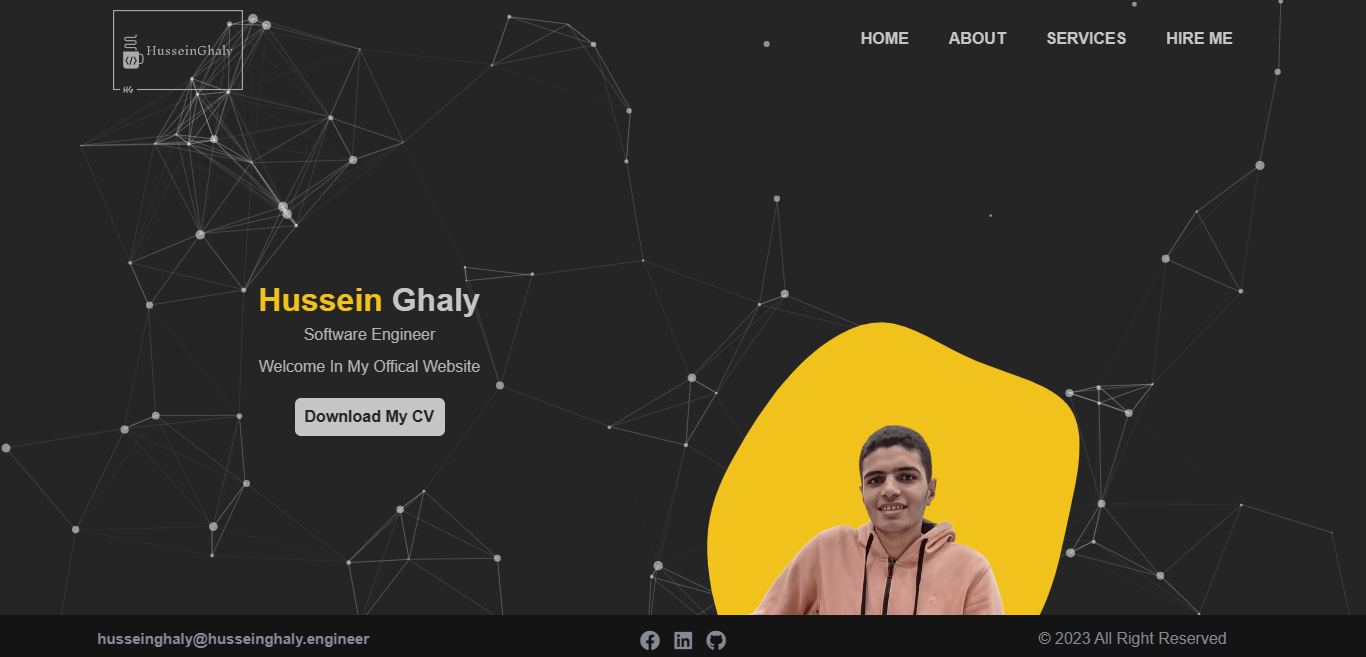 HusseinGhaly
HG
HOME ABOUT SERVICES HIRE ME
Hussein Ghaly
Software Engineer
Welcome In My Offical Website
Download My CV
husseinghaly@husseinghaly.engineer
© 2023 All Right Reserved